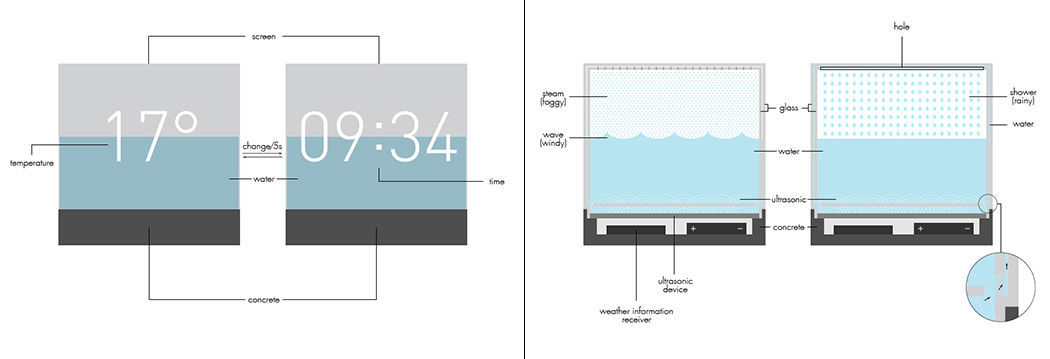 screen
17°
09:34
change/5s
temperature
water
time
concrete
hole
steam
(foggy)
glass
shower
(rainy)
water
wave
(windy)
water
ultrasonic
+ −
+ −
concrete
ultrasonic
device
weather information
receiver